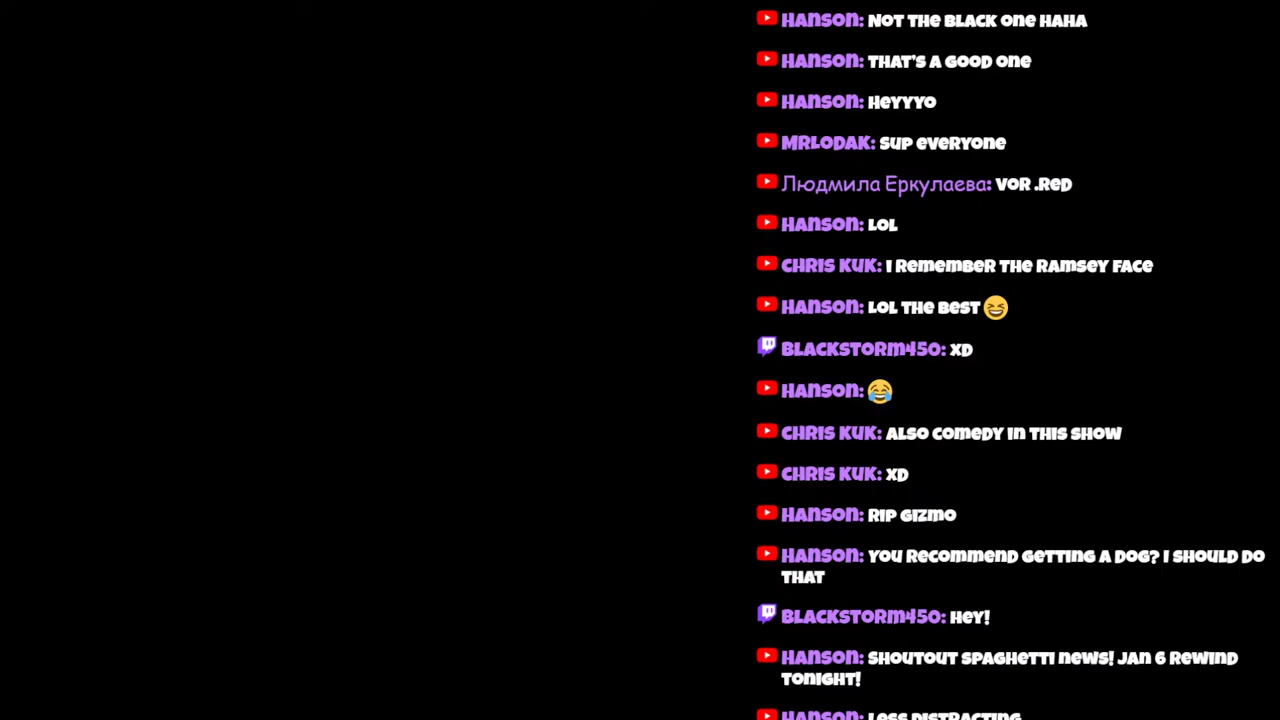 Hanson: Not the black one haha
Hanson: That's a good one
Hanson: Heyyyo
MrLodak: Sup everyone
Людмила Еркулаева: vor .red
Hanson: Lol
Chris Kuk: I remember the Ramsey face
Hanson: Lol the best 😆
Blackstorm450: xD
Hanson: 😂
Chris Kuk: Also comedy in this show
Chris Kuk: XD
Hanson: Rip Gizmo
Hanson: You recommend getting a dog? I should do
that
Blackstorm450: Hey!
Hanson: Shoutout spaghetti news! Jan 6 rewind
tonight!
Hanson: Less distracting